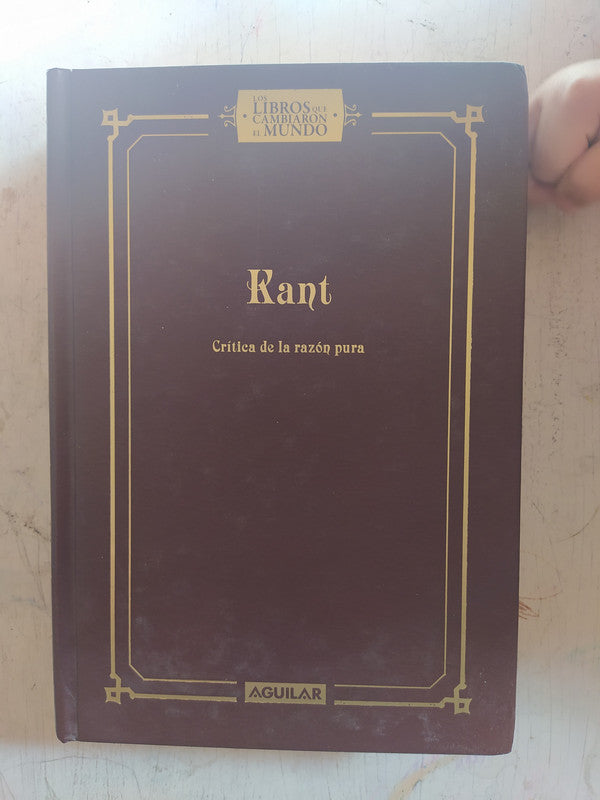 LOS
LIBROS QUE
CAMBIARON
EL MUNDO
Kant
Crítica de la razón pura
AGUILAR